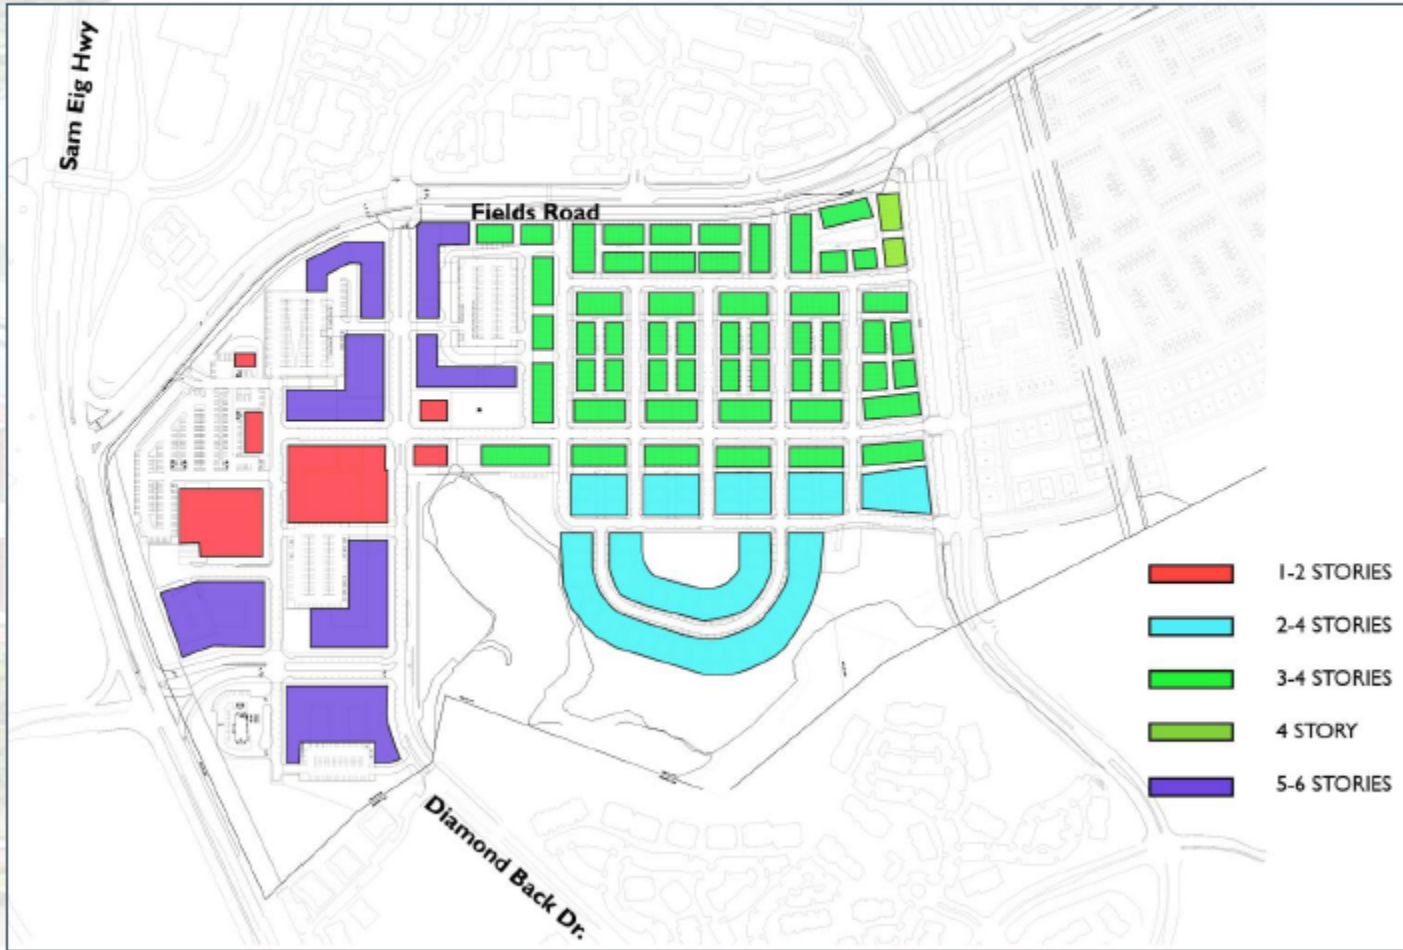 Sam Eig Hwy
Fields Road
1-2 STORIES
2-4 STORIES
3-4 STORIES
4 STORY
5-6 STORIES
Diamond Back Dr.